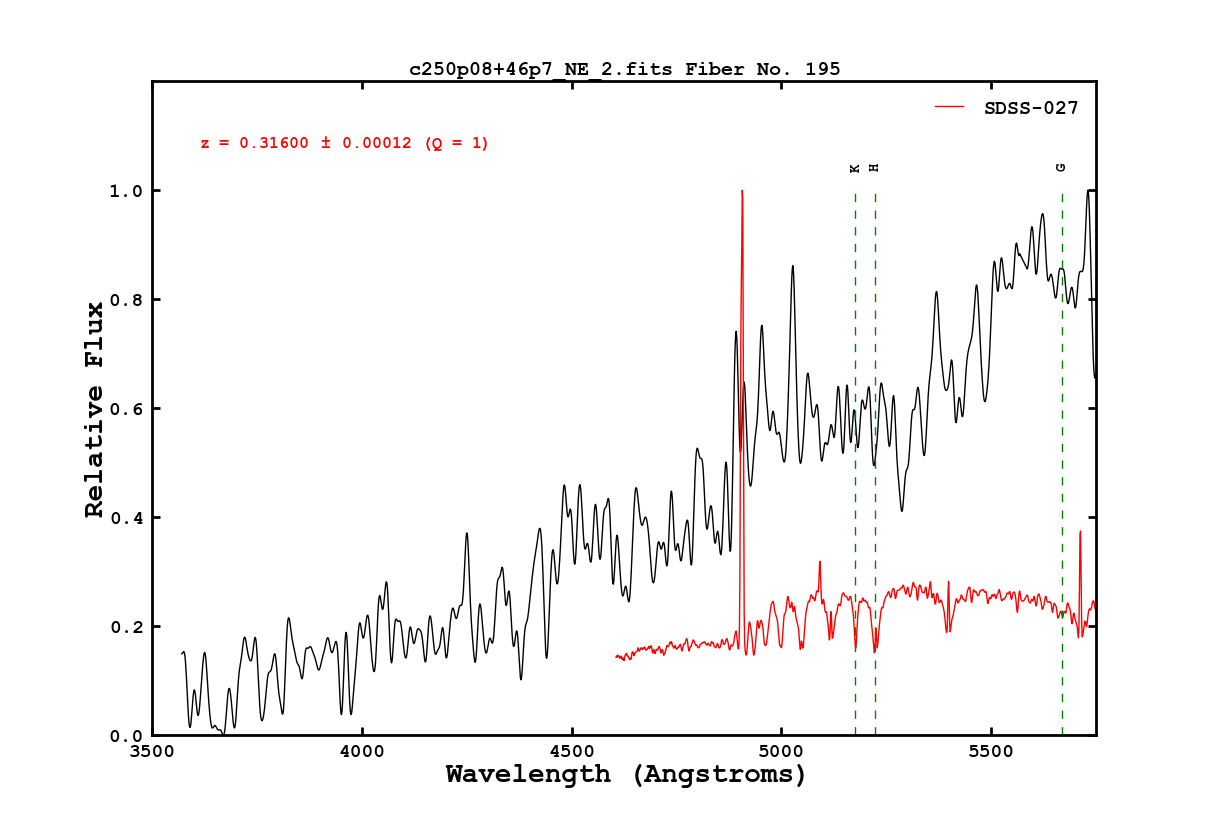 c250p08+46p7_NE_2.fits Fiber No. 195
SDSS-027
z = 0.31600 ± 0.00012 (Q = 1)
K
H
G
1.0
0.8
0.6
0.4
0.2
0.0
Relative Flux
3500 4000 4500 5000 5500
Wavelength (Angstroms)